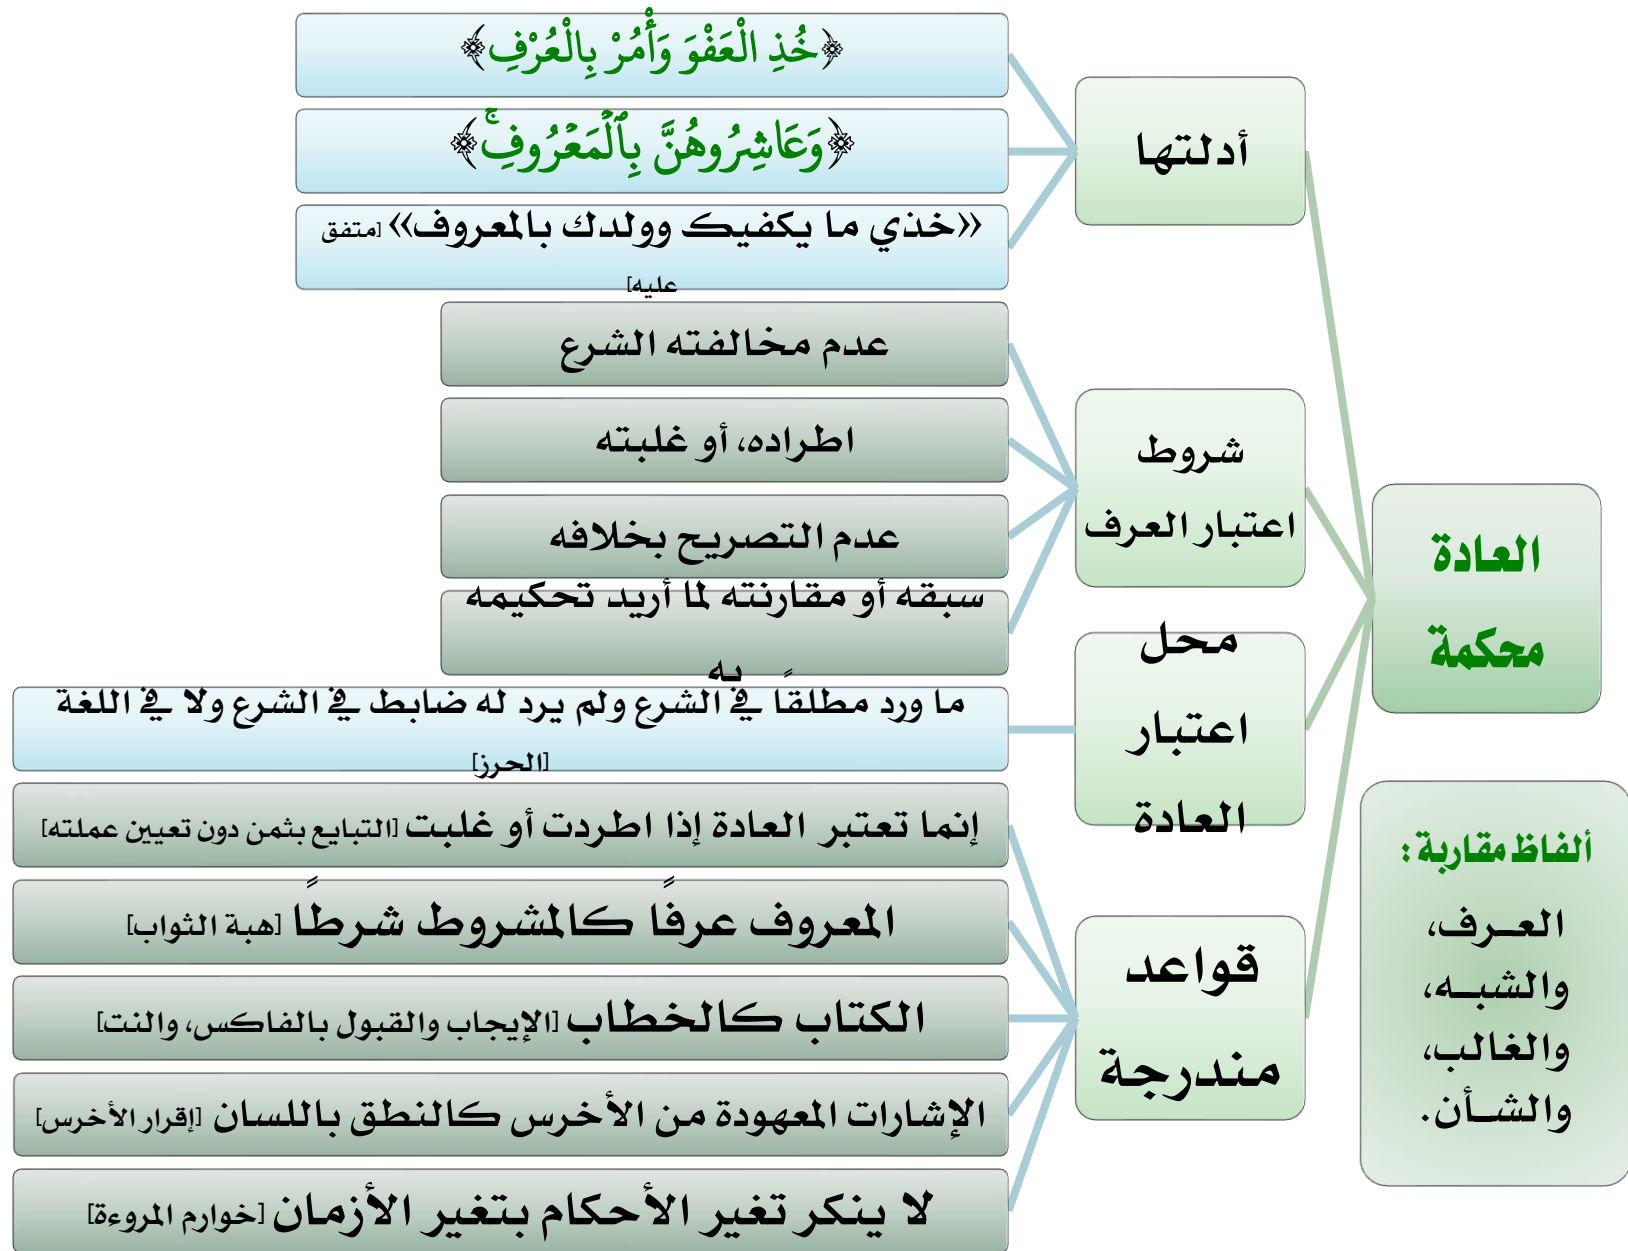 العادة
محكمة
أدلتها
﴿خُذِ الْعَفْوَ وَأْمُرْ بِالْعُرْفِ﴾
﴿وَعَاشِرُوهُنَّ بِٱلۡمَعۡرُوفِۚ﴾
«خذي ما يكفيك وولدك بالمعروف» [متفق
عليه]
شروط
اعتبار العرف
عدم مخالفته الشرع
اطراده، أو غلبته
عدم التصريح بخلافه
سبقه أو مقارنته لما أريد تحكيمه
به
محل
اعتبار
العادة
ما ورد مطلقاً في الشرع ولم يرد له ضابط في الشرع ولا في اللغة
[الحرز]
قواعد
مندرجة
إنما تعتبر العادة إذا اطردت أو غلبت [التبايع بثمن دون تعيين عملته]
المعروف عرفًا كالمشروط شرطًا [هبة الثواب]
الكتاب كالخطاب [الإيجاب والقبول بالفاكس، والنت]
الإشارات المعهودة من الأخرس كالنطق باللسان [إقرار الأخرس]
لا ينكر تغير الأحكام بتغير الأزمان [خوارم المروءة]
ألفاظ مقاربة:
العـرف،
والشبـه،
والغالب،
والشـأن.